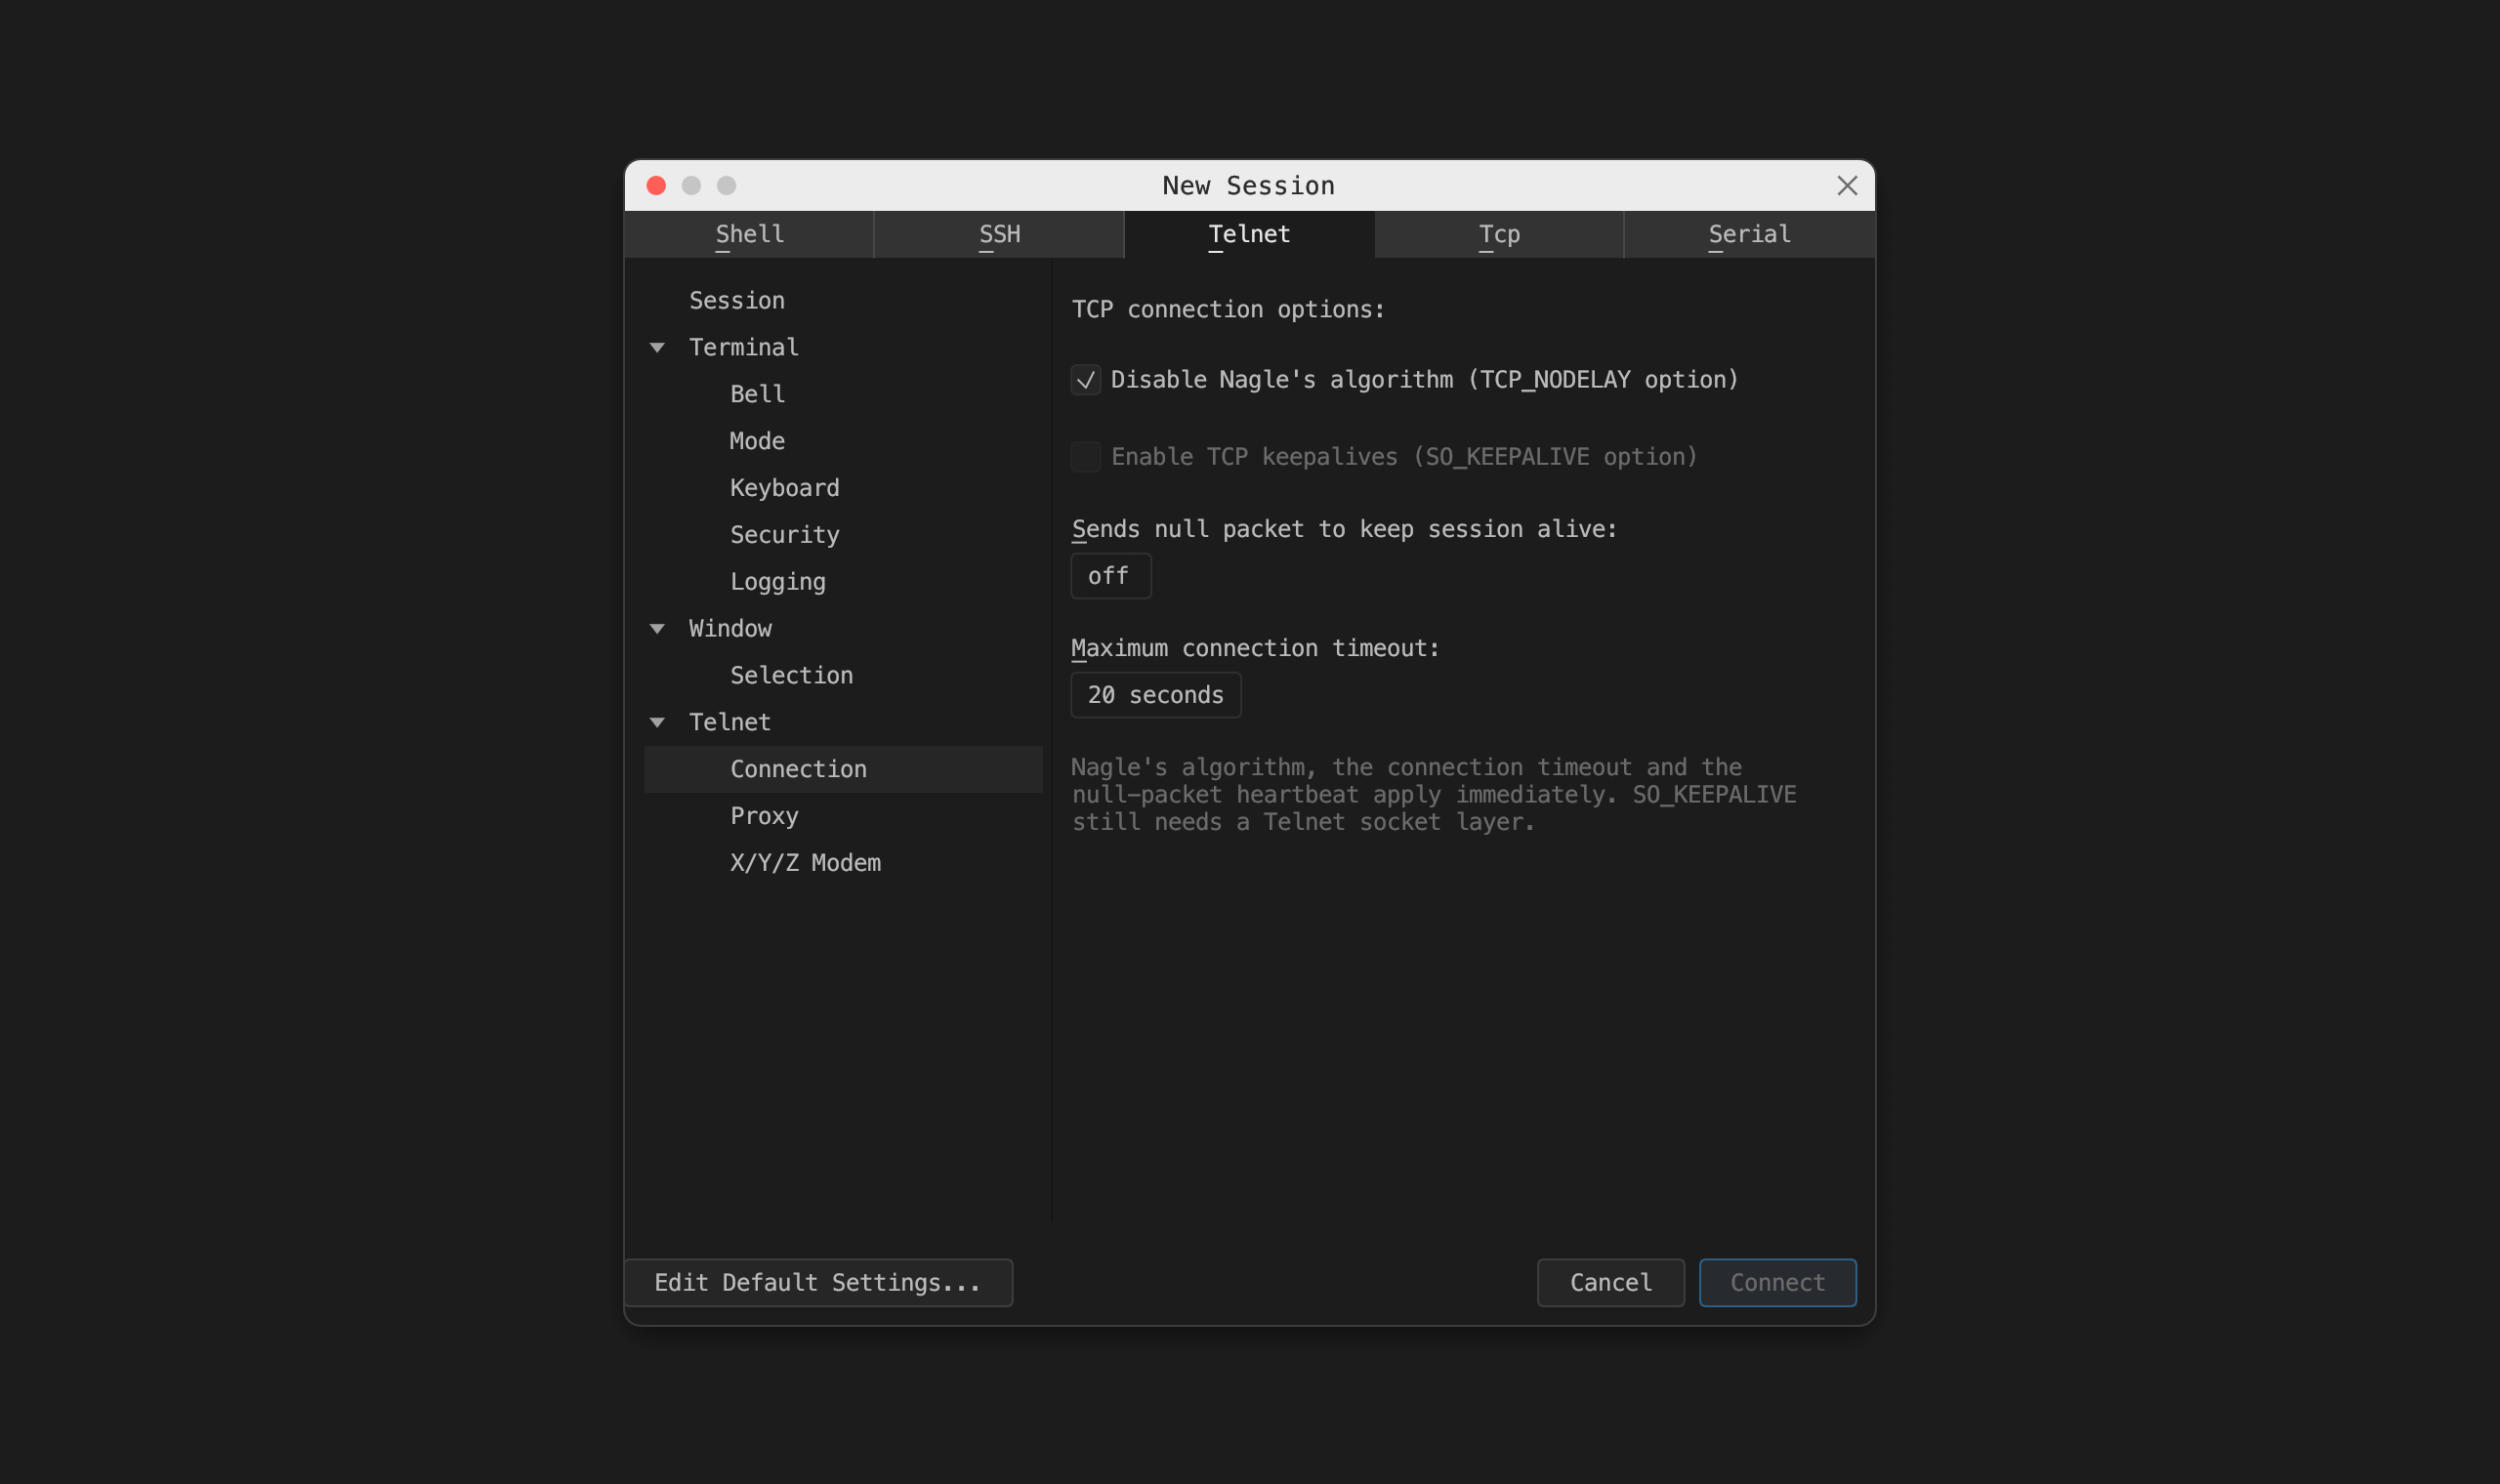 New Session
Shell
SSH
Telnet
Tcp
Serial
Session
Terminal
Bell
Mode
Keyboard
Security
Logging
Window
Selection
Telnet
Connection
Proxy
X/Y/Z Modem
TCP connection options:
Disable Nagle's algorithm (TCP_NODELAY option)
Enable TCP keepalives (SO_KEEPALIVE option)
Sends null packet to keep session alive:
off
Maximum connection timeout:
20 seconds
Nagle's algorithm, the connection timeout and the
null-packet heartbeat apply immediately. SO_KEEPALIVE
still needs a Telnet socket layer.
Edit Default Settings...
Cancel
Connect